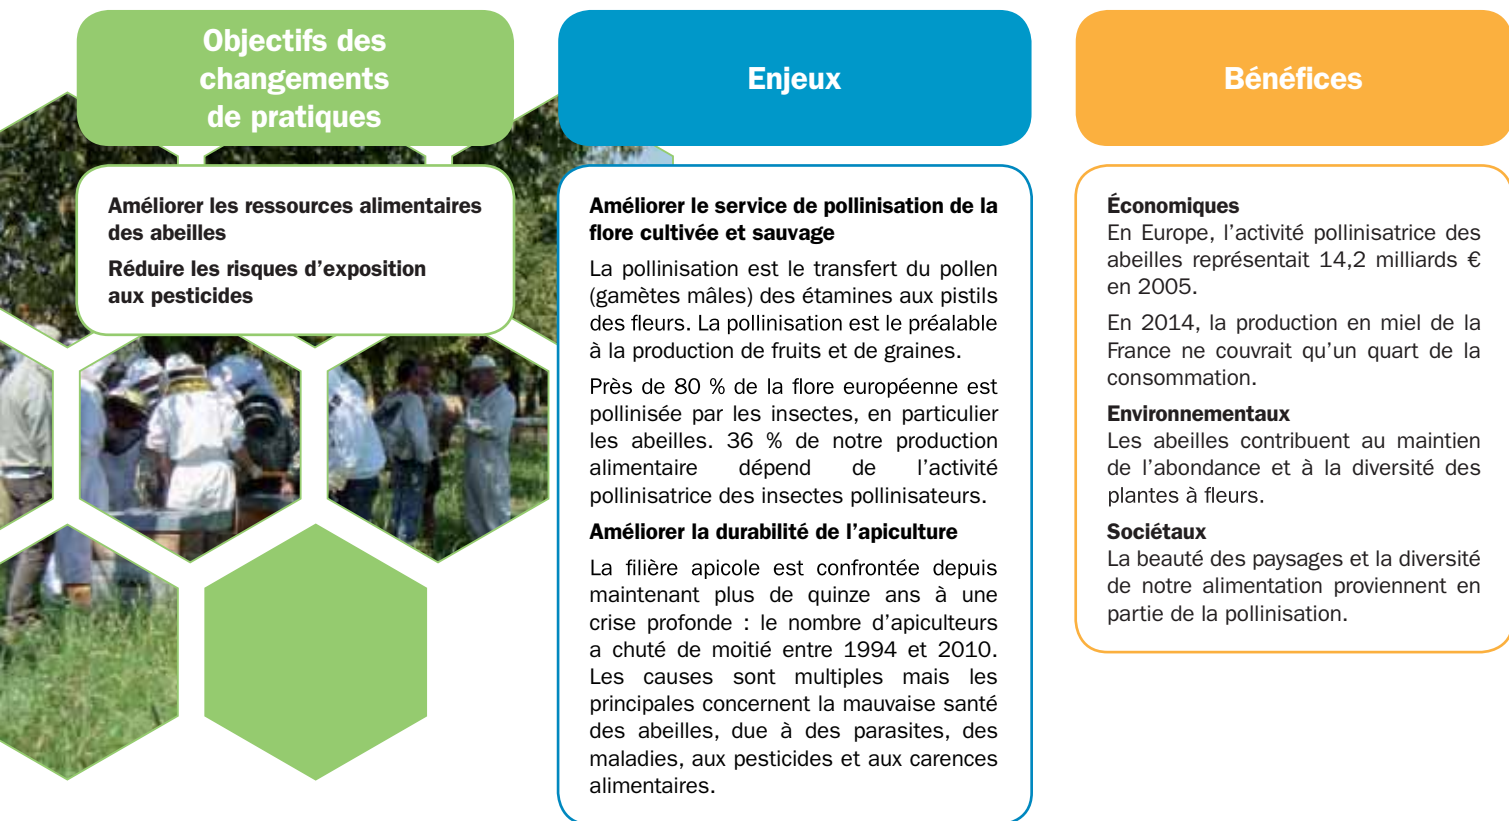 Objectifs des
changements
de pratiques
Améliorer les ressources alimentaires
des abeilles
Réduire les risques d’exposition
aux pesticides
Enjeux
Améliorer le service de pollinisation de la
flore cultivée et sauvage
La pollinisation est le transfert du pollen
(gamètes mâles) des étamines aux pistils
des fleurs. La pollinisation est le préalable
à la production de fruits et de graines.
Près de 80 % de la flore européenne est
pollinisée par les insectes, en particulier
les abeilles. 36 % de notre production
alimentaire dépend de l’activité
pollinisatrice des insectes pollinisateurs.
Améliorer la durabilité de l’apiculture
La filière apicole est confrontée depuis
maintenant plus de quinze ans à une
crise profonde : le nombre d’apiculteurs
a chuté de moitié entre 1994 et 2010.
Les causes sont multiples mais les
principales concernent la mauvaise santé
des abeilles, due à des parasites, des
maladies, aux pesticides et aux carences
alimentaires.
Bénéfices
Économiques
En Europe, l’activité pollinisatrice des
abeilles représentait 14,2 milliards €
en 2005.
En 2014, la production en miel de la
France ne couvrait qu’un quart de la
consommation.
Environnementaux
Les abeilles contribuent au maintien
de l’abondance et à la diversité des
plantes à fleurs.
Sociétaux
La beauté des paysages et la diversité
de notre alimentation proviennent en
partie de la pollinisation.